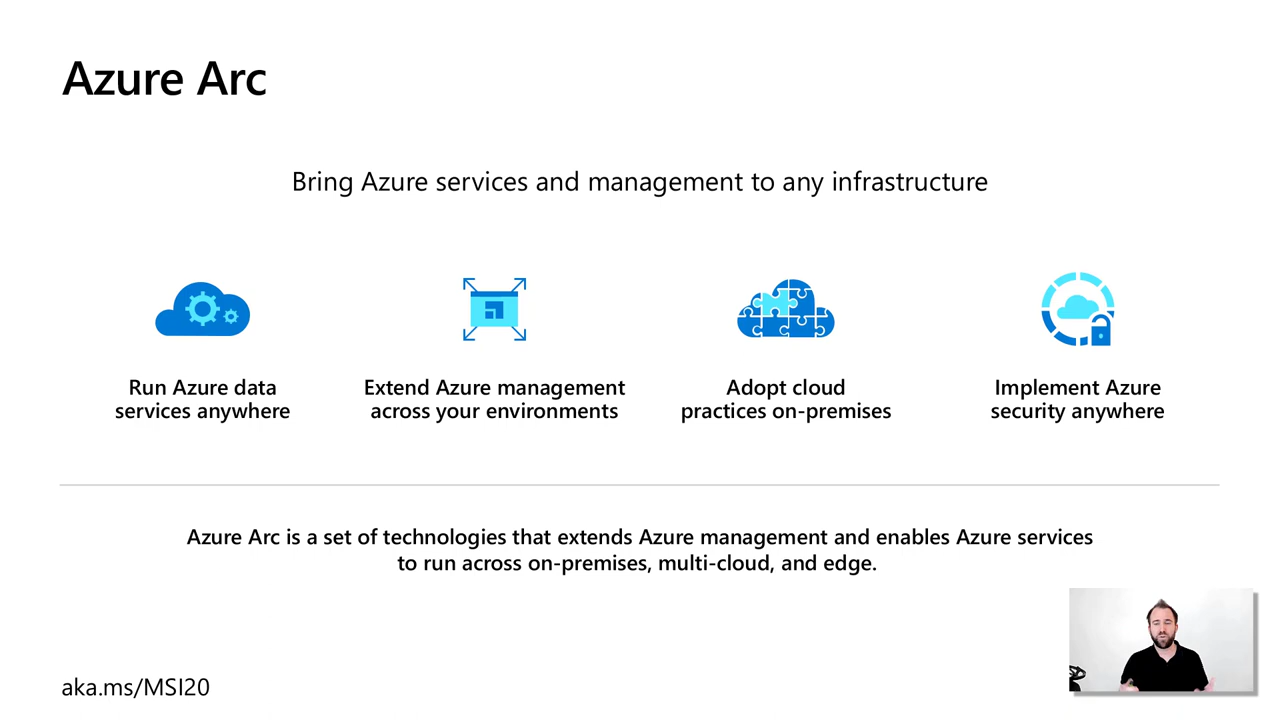 Azure Arc
Bring Azure services and management to any infrastructure
Run Azure data
services anywhere
Extend Azure management
across your environments
Adopt cloud
practices on-premises
Implement Azure
security anywhere
Azure Arc is a set of technologies that extends Azure management and enables Azure services
to run across on-premises, multi-cloud, and edge.
aka.ms/MSI20